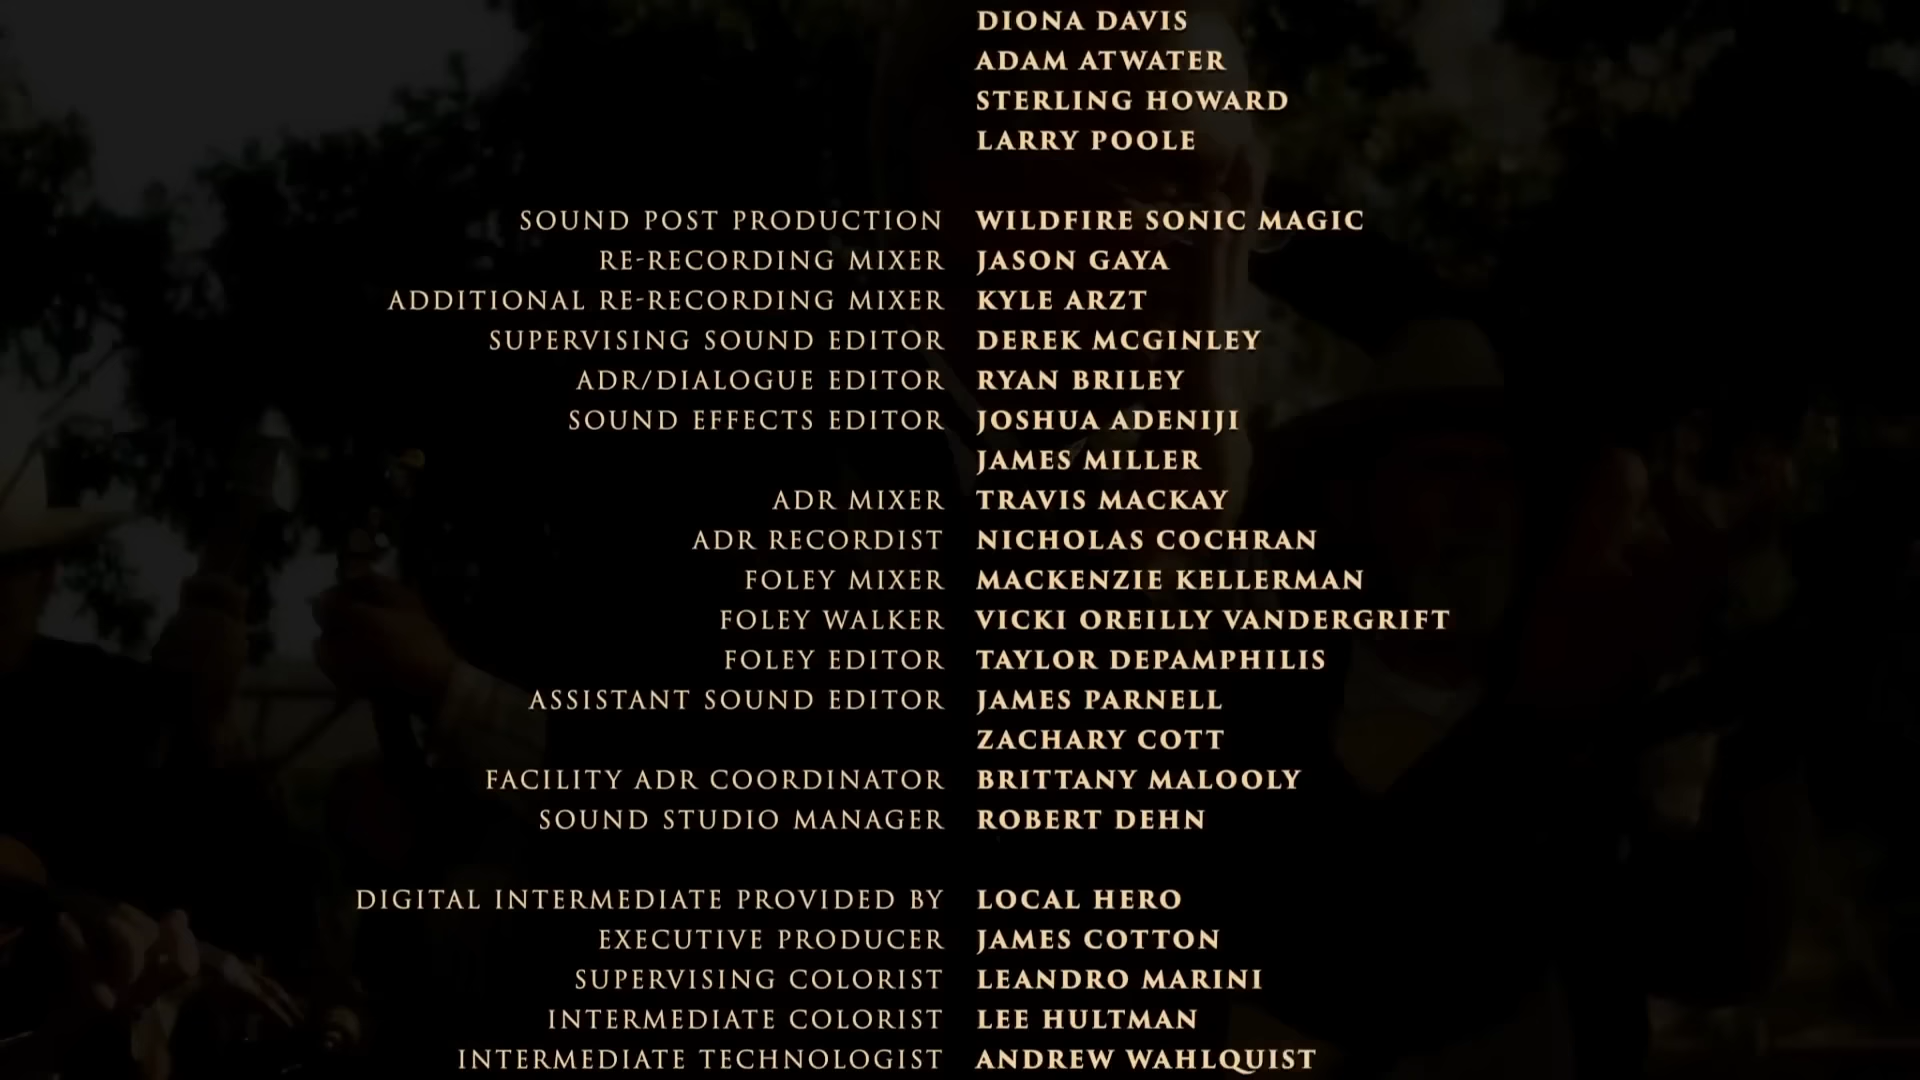 DIONA DAVIS
ADAM ATWATER
STERLING HOWARD
LARRY POOLE
SOUND POST PRODUCTION WILDFIRE SONIC MAGIC
RE-RECORDING MIXER JASON GAYA
ADDITIONAL RE-RECORDING MIXER KYLE ARZT
SUPERVISING SOUND EDITOR DEREK MCGINLEY
ADR/DIALOGUE EDITOR RYAN BRILEY
SOUND EFFECTS EDITOR JOSHUA ADENIJI
JAMES MILLER
ADR MIXER TRAVIS MACKAY
ADR RECORDIST NICHOLAS COCHRAN
FOLEY MIXER MACKENZIE KELLERMAN
FOLEY WALKER VICKI OREILLY VANDERGRIFT
FOLEY EDITOR TAYLOR DEPAMPHILIS
ASSISTANT SOUND EDITOR JAMES PARNELL
ZACHARY COTT
FACILITY ADR COORDINATOR BRITTANY MALOOLY
SOUND STUDIO MANAGER ROBERT DEHN
DIGITAL INTERMEDIATE PROVIDED BY LOCAL HERO
EXECUTIVE PRODUCER JAMES COTTON
SUPERVISING COLORIST LEANDRO MARINI
INTERMEDIATE COLORIST LEE HULTMAN
INTERMEDIATE TECHNOLOGIST ANDREW WAHLQUIST